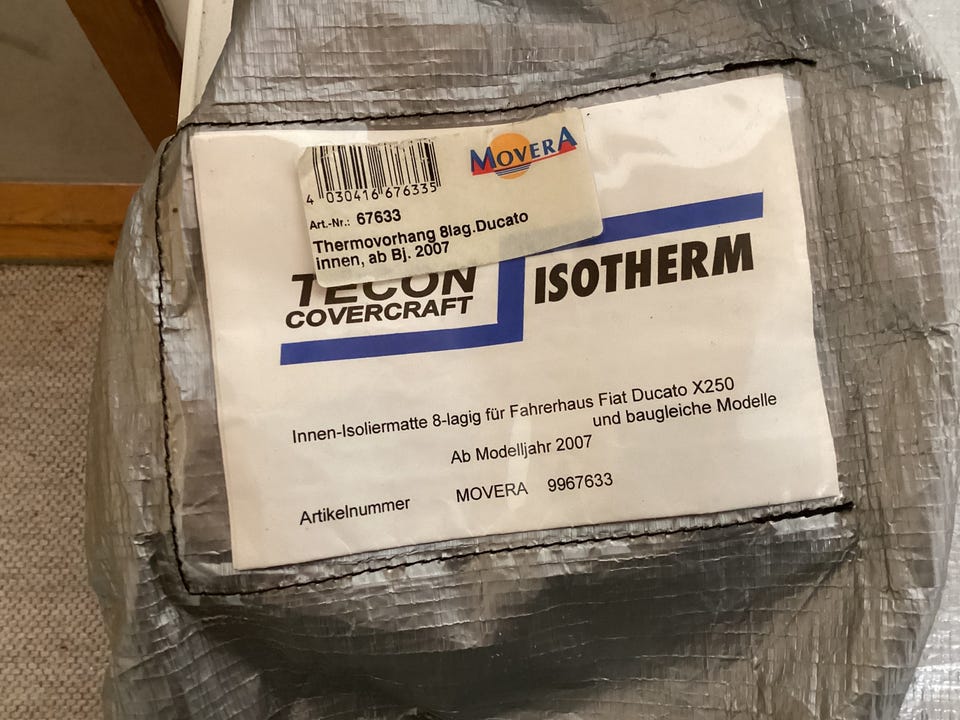 MOVERA
4 030416 676335
Art.-Nr.: 67633
Thermovorhang 8lag.Ducato
innen, ab Bj. 2007
TECON
COVERCRAFT
ISOTHERM
Innen-Isoliermatte 8-lagig für Fahrerhaus Fiat Ducato X250
und baugleiche Modelle
Ab Modelljahr 2007
Artikelnummer MOVERA 9967633